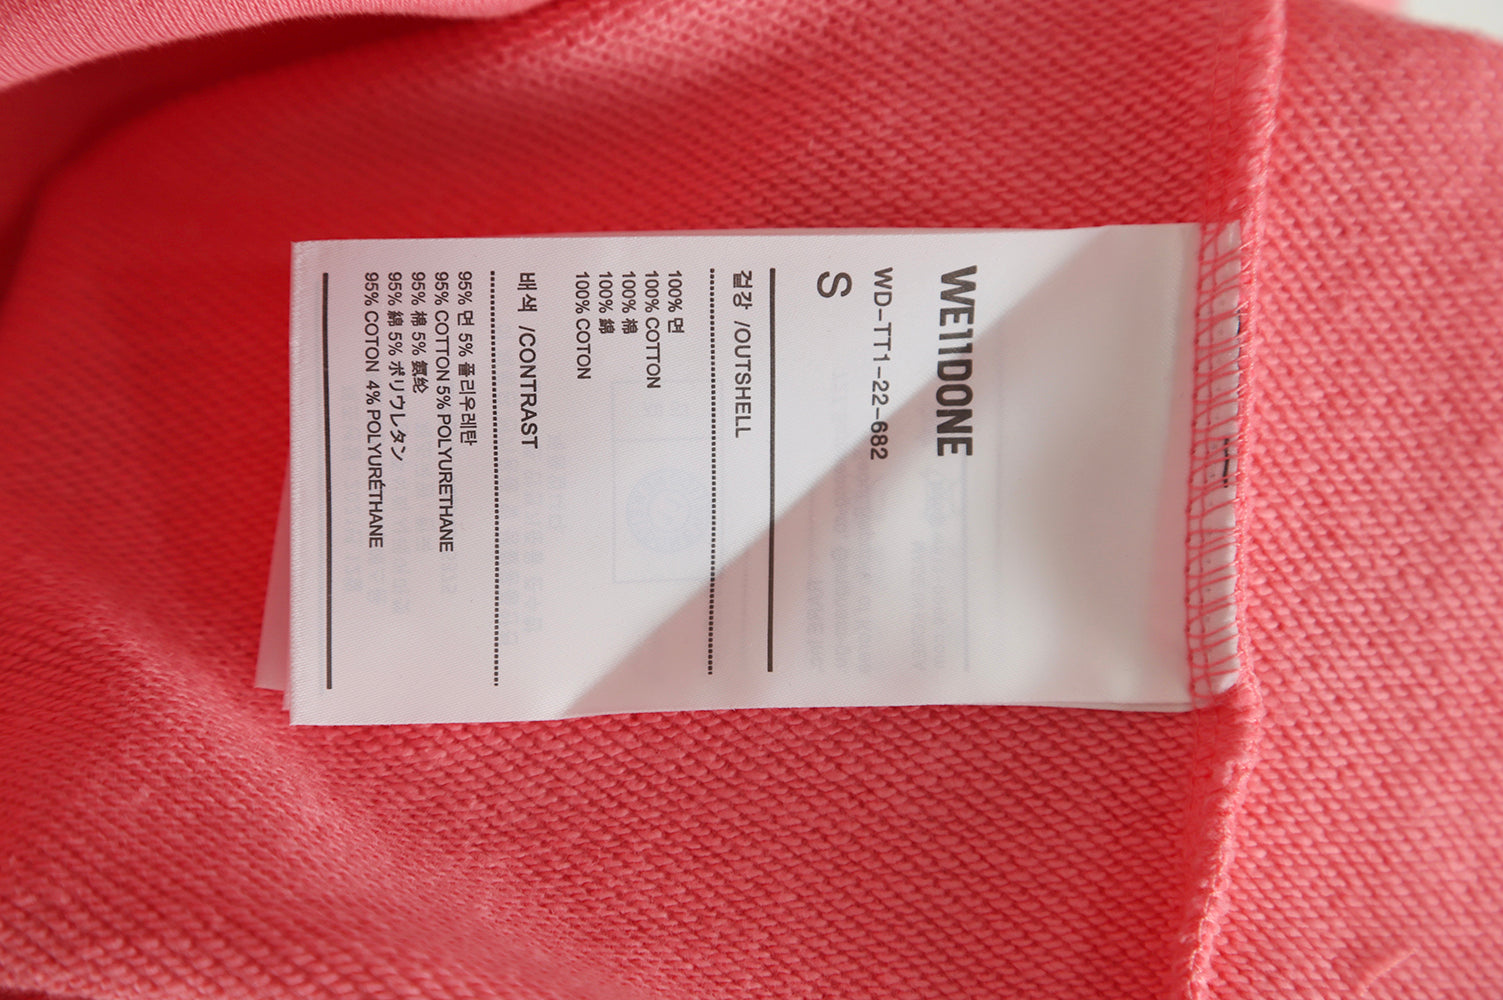 WE11DONE
WD-TT1-22-682
S
겉강 /OUTSHELL
100% 면
100% COTTON
100% 棉
100% 綿
100% COTON
배색 /CONTRAST
95% 면 5% 폴리우레탄
95% COTTON 5% POLYURETHANE
95% 棉 5% 氨纶
95% 綿 5% ポリウレタン
95% COTON 4% POLYURÉTHANE